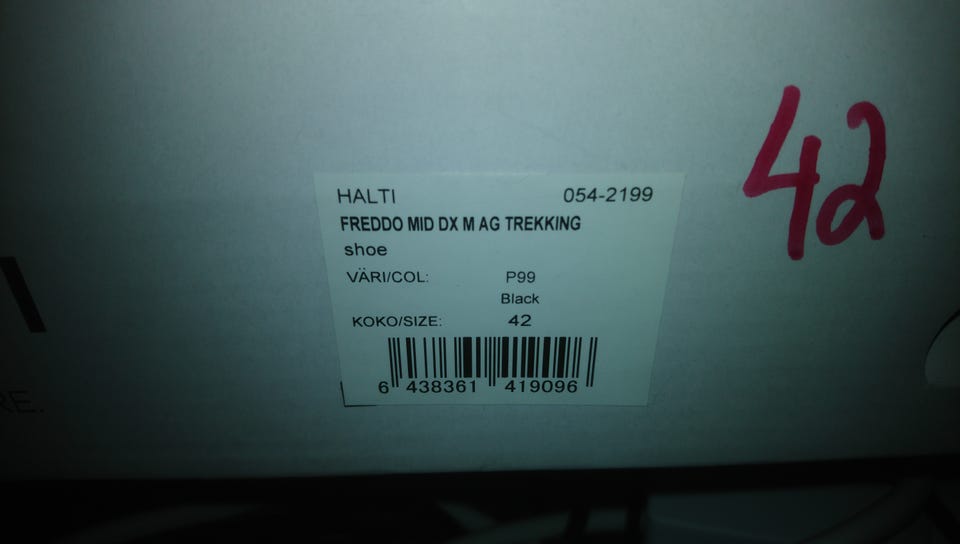 HALTI 054-2199
FREDDO MID DX M AG TREKKING
shoe
VÄRI/COL: P99
Black
KOKO/SIZE: 42
6 438361 419096
42